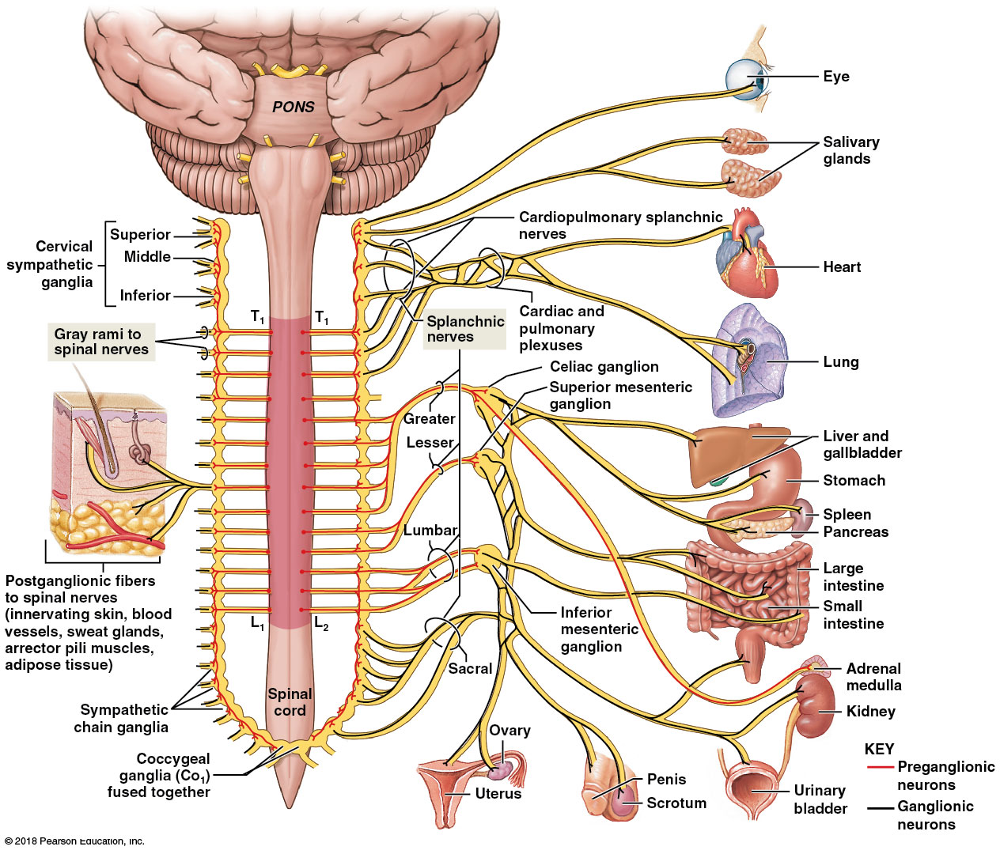 PONS
Eye
Salivary
glands
Cardiopulmonary splanchnic
nerves
Cervical
sympathetic
ganglia
Superior
Middle
Inferior
Heart
T1
T1
Cardiac and
pulmonary
plexuses
Splanchnic
nerves
Gray rami to
spinal nerves
Lung
Celiac ganglion
Superior mesenteric
ganglion
Greater
Lesser
Liver and
gallbladder
Stomach
Spleen
Pancreas
Lumbar
Large
intestine
Small
intestine
Postganglionic fibers
to spinal nerves
(innervating skin, blood
vessels, sweat glands,
arrector pili muscles,
adipose tissue)
L1
L2
Inferior
mesenteric
ganglion
Sacral
Adrenal
medulla
Kidney
Spinal
cord
Sympathetic
chain ganglia
Coccygeal
ganglia (Co1)
fused together
Ovary
Uterus
Penis
Scrotum
Urinary
bladder
KEY
Preganglionic
neurons
Ganglionic
neurons
© 2018 Pearson Education, Inc.